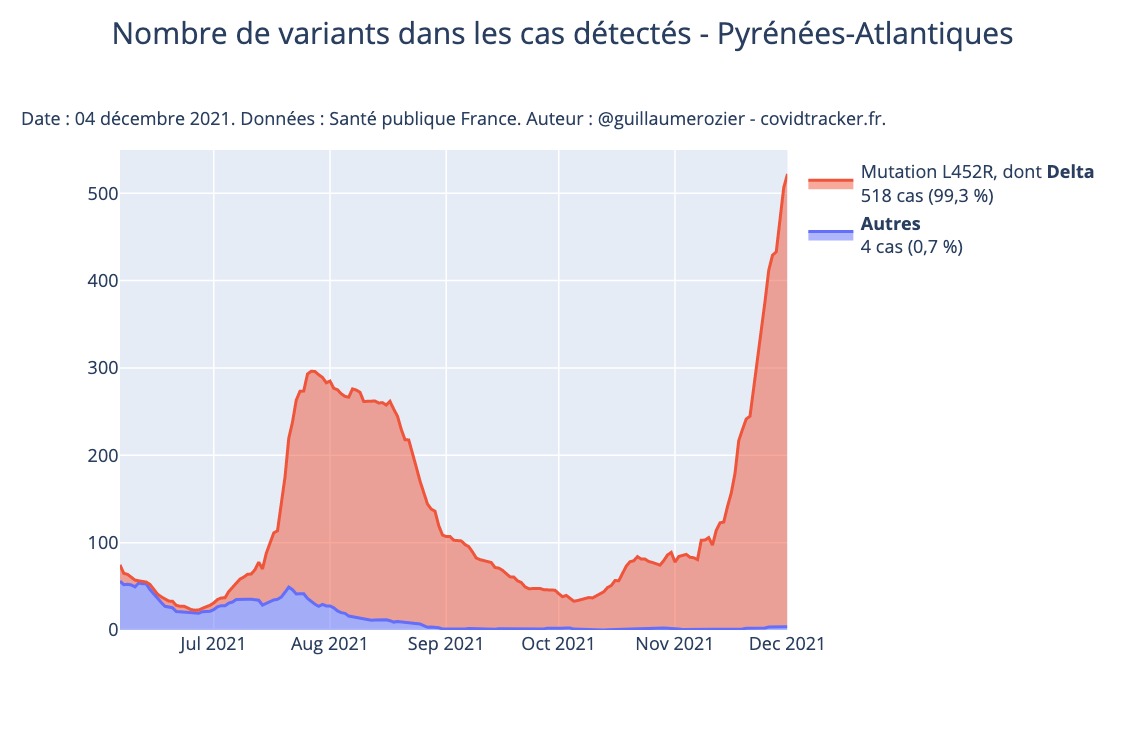 Nombre de variants dans les cas détectés - Pyrénées-Atlantiques
Date : 04 décembre 2021. Données : Santé publique France. Auteur : @guillaumerozier - covidtracker.fr.
Mutation L452R, dont Delta
518 cas (99,3 %)
Autres
4 cas (0,7 %)
500
400
300
200
100
0
Jul 2021 Aug 2021 Sep 2021 Oct 2021 Nov 2021 Dec 2021